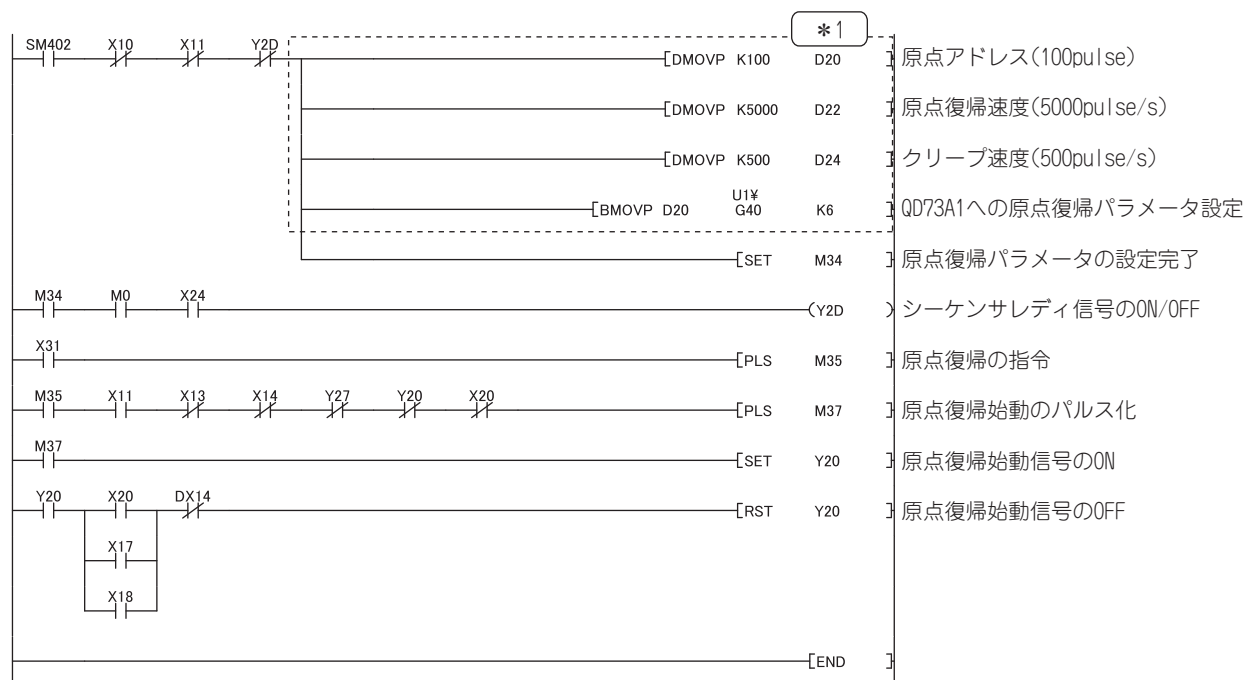 *1
SM402 X10 X11 Y2D
[DMOVP K100 D20 ] 原点アドレス(100pulse)
[DMOVP K5000 D22 ] 原点復帰速度(5000pulse/s)
[DMOVP K500 D24 ] クリープ速度(500pulse/s)
U1¥
[BMOVP D20 G40 K6 ] QD73A1への原点復帰パラメータ設定
[SET M34 ] 原点復帰パラメータの設定完了
M34 M0 X24
(Y2D ) シーケンサレディ信号のON/OFF
X31
[PLS M35 ] 原点復帰の指令
M35 X11 X13 X14 Y27 Y20 X20
[PLS M37 ] 原点復帰始動のパルス化
M37
[SET Y20 ] 原点復帰始動信号のON
Y20 X20 DX14
[RST Y20 ] 原点復帰始動信号のOFF
X17
X18
[END ]